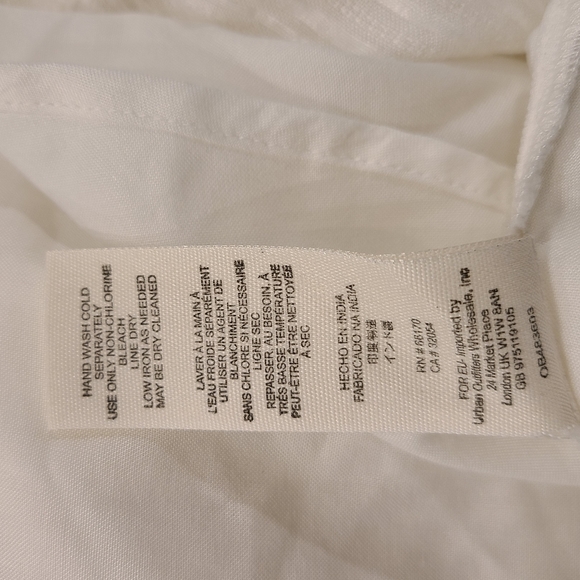 HAND WASH COLD
SEPARATELY
USE ONLY NON-CHLORINE
BLEACH
LINE DRY
LOW IRON AS NEEDED
MAY BE DRY CLEANED
LAVER À LA MAIN À
L'EAU FROIDE SÉPARÉMENT
UTILISER UN AGENT DE
BLANCHIMENT
SANS CHLORE SI NÉCESSAIRE
LIGNE SEC
REPASSER, AU BESOIN, À
TRÈS BASSE TEMPÉRATURE
PEUT-ÊTRE ÊTRE NETTOYÉE
À SEC
HECHO EN INDIA
FABRICADO NA INDIA
印度制造
インド製
RN # 66170
CA # 92064
FOR EU Imported by
Urban Outfitters Wholesale, Inc
24 Market Place
London UK W1W 8AN
GB 975119105